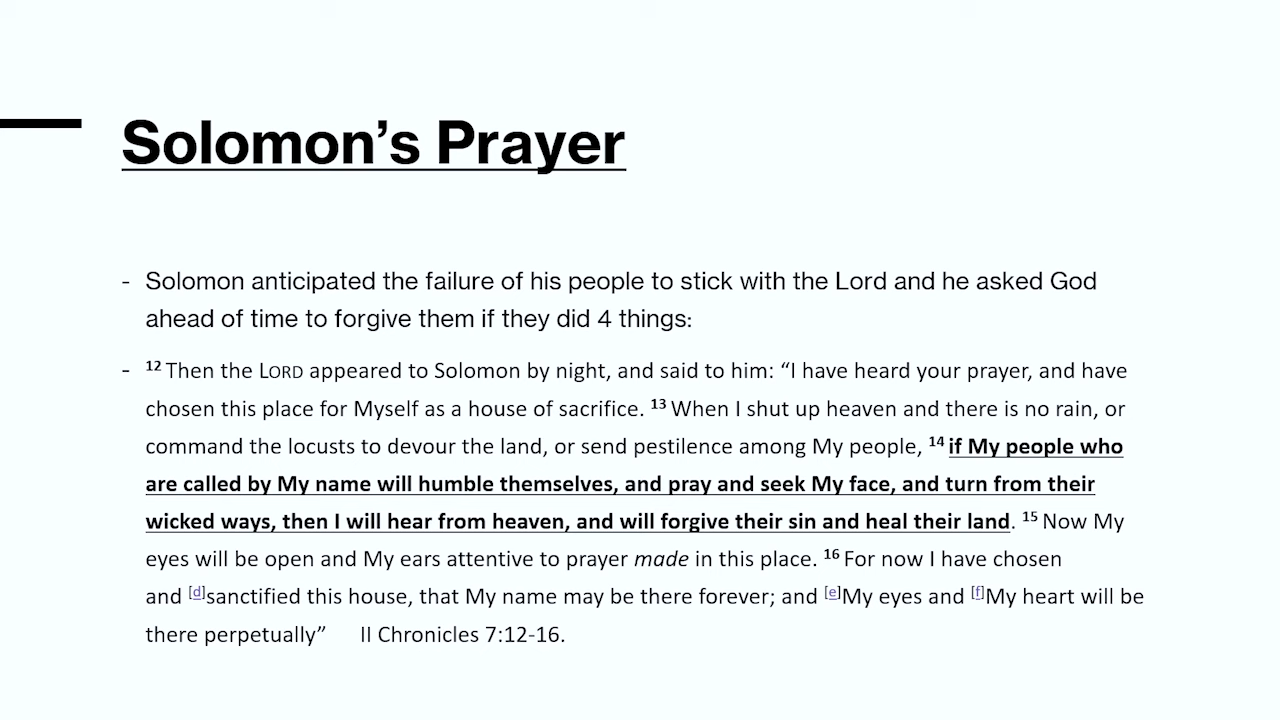 Solomon’s Prayer
- Solomon anticipated the failure of his people to stick with the Lord and he asked God
ahead of time to forgive them if they did 4 things:
- 12 Then the LORD appeared to Solomon by night, and said to him: “I have heard your prayer, and have
chosen this place for Myself as a house of sacrifice. 13 When I shut up heaven and there is no rain, or
command the locusts to devour the land, or send pestilence among My people, 14 if My people who
are called by My name will humble themselves, and pray and seek My face, and turn from their
wicked ways, then I will hear from heaven, and will forgive their sin and heal their land. 15 Now My
eyes will be open and My ears attentive to prayer made in this place. 16 For now I have chosen
and [d]sanctified this house, that My name may be there forever; and [e]My eyes and [f]My heart will be
there perpetually” II Chronicles 7:12-16.